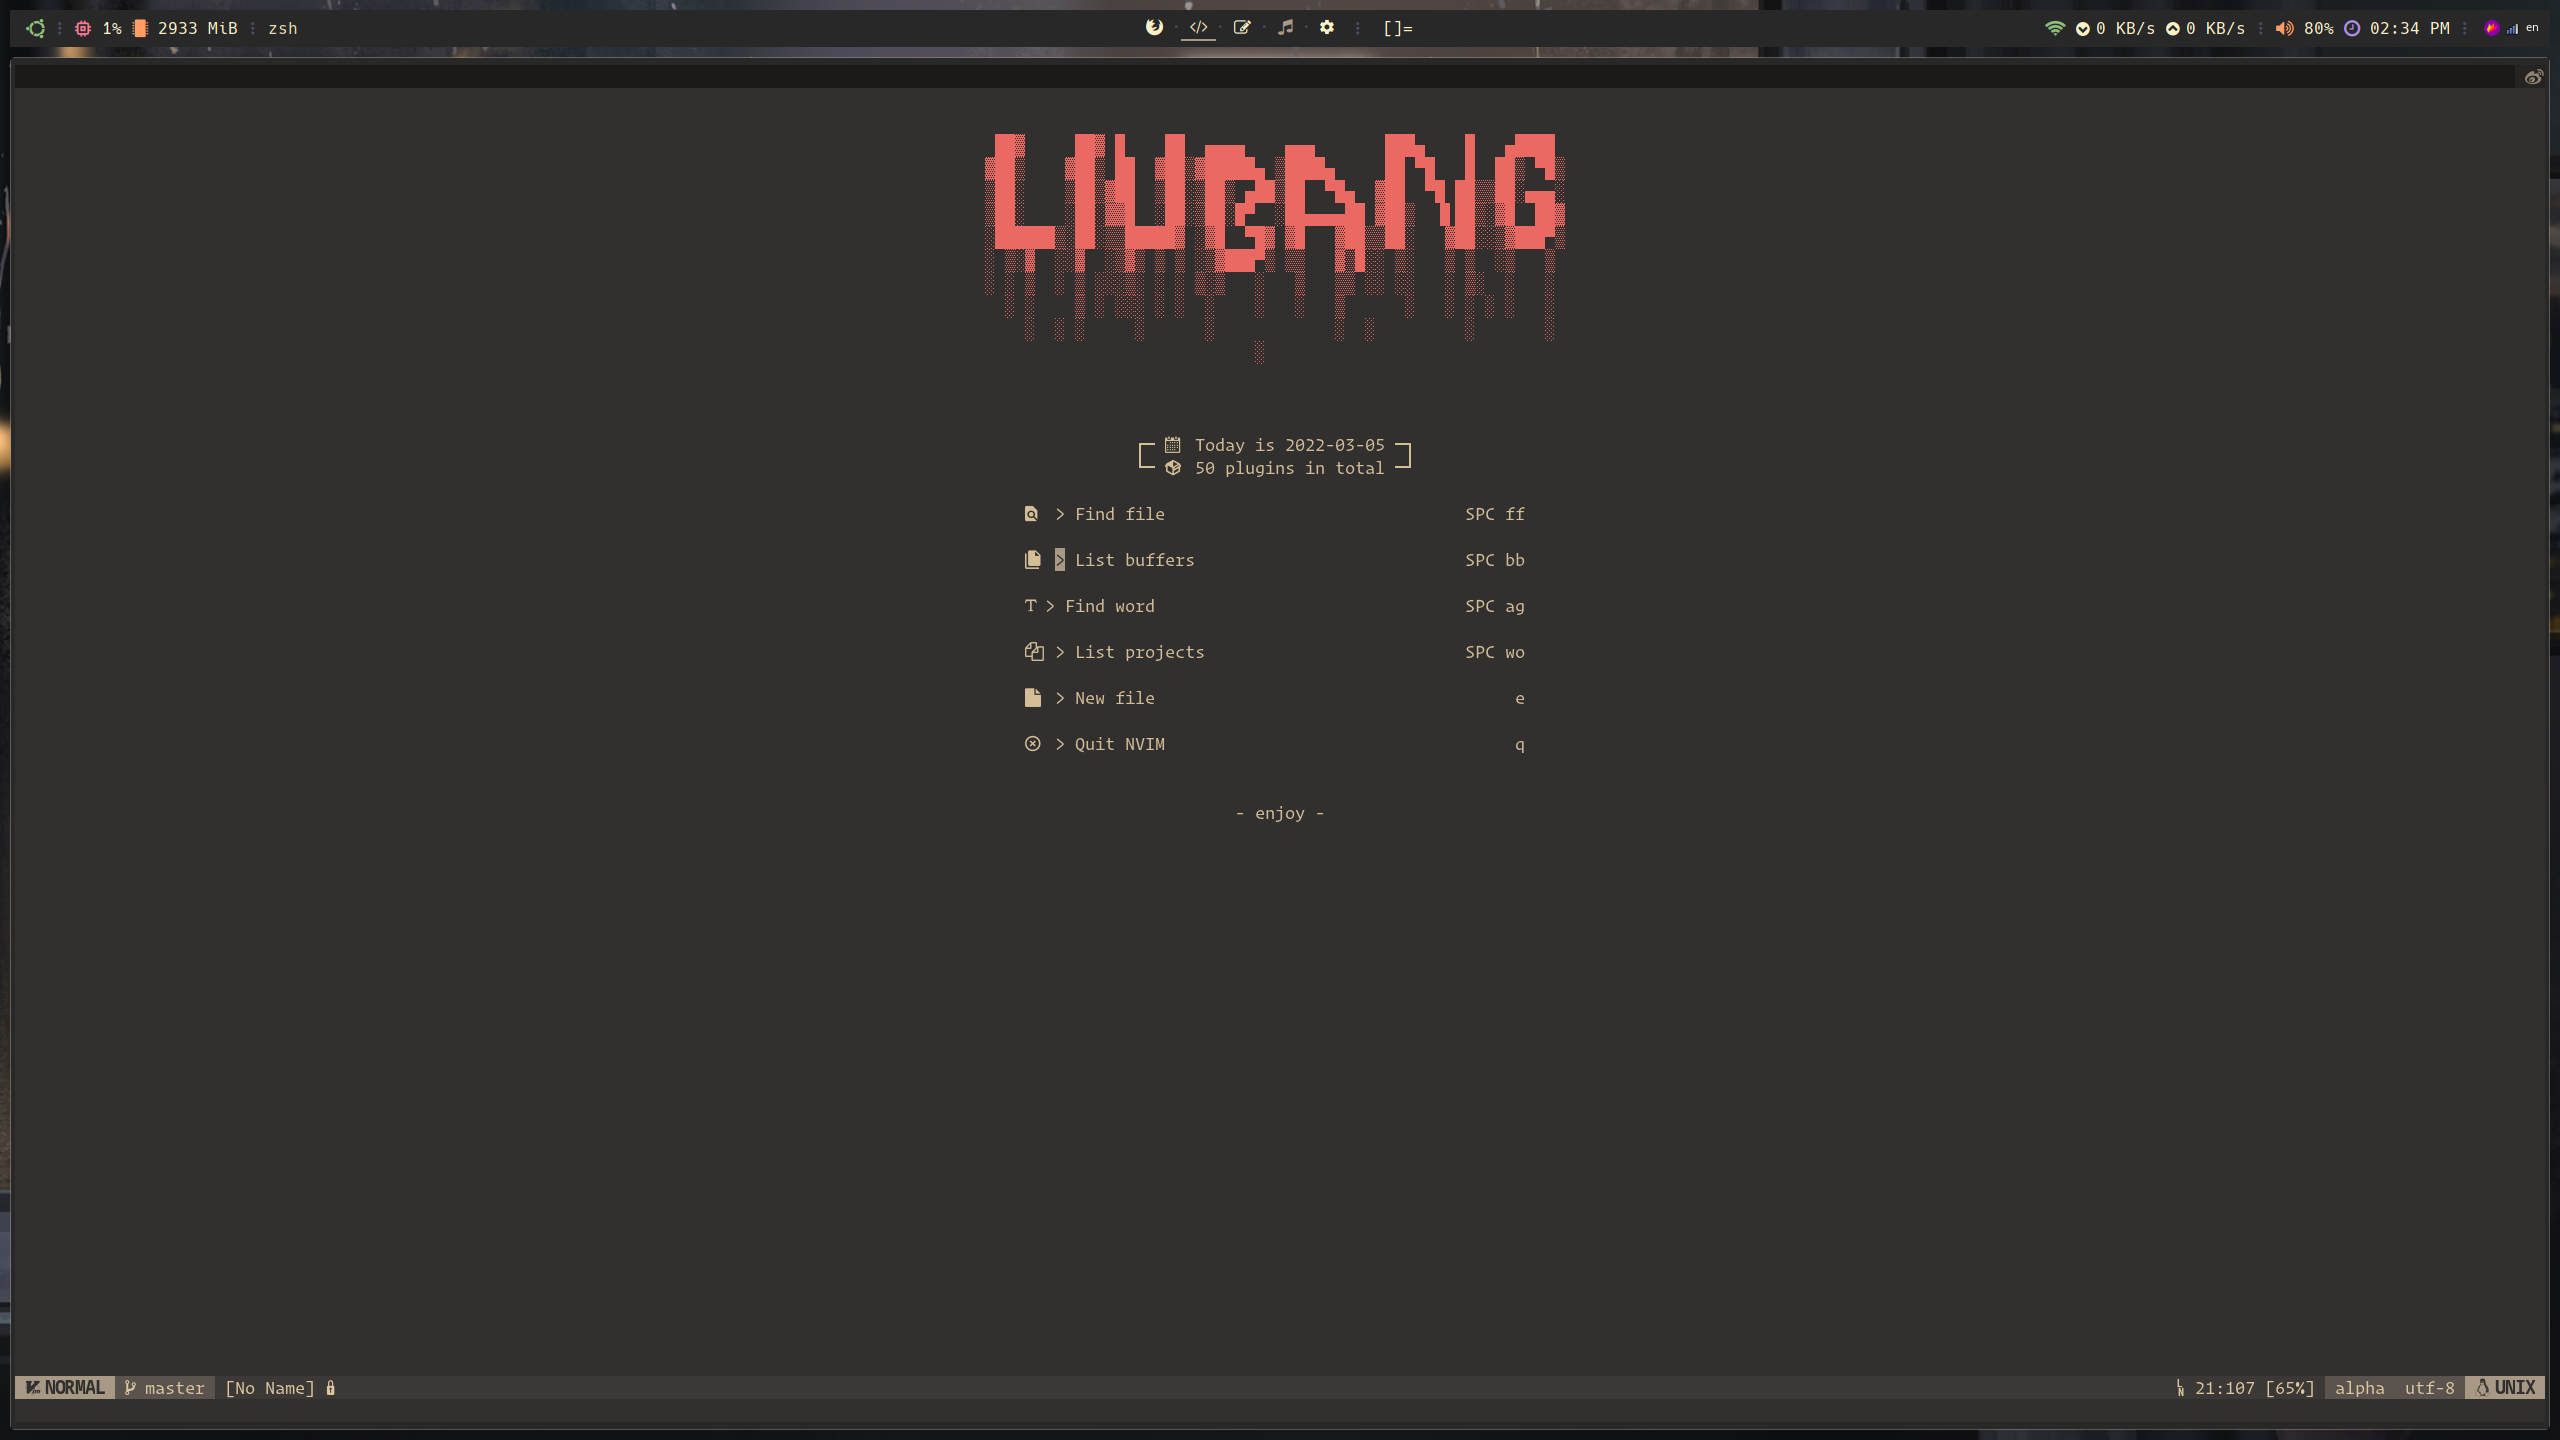 1% 2933 MiB zsh []= 0 KB/s 0 KB/s 80% 02:34 PM en
LIUBANG
Today is 2022-03-05
50 plugins in total
> Find file SPC ff
> List buffers SPC bb
T > Find word SPC ag
> List projects SPC wo
> New file e
> Quit NVIM q
- enjoy -
NORMAL master [No Name] LN 21:107 [65%] alpha utf-8 UNIX